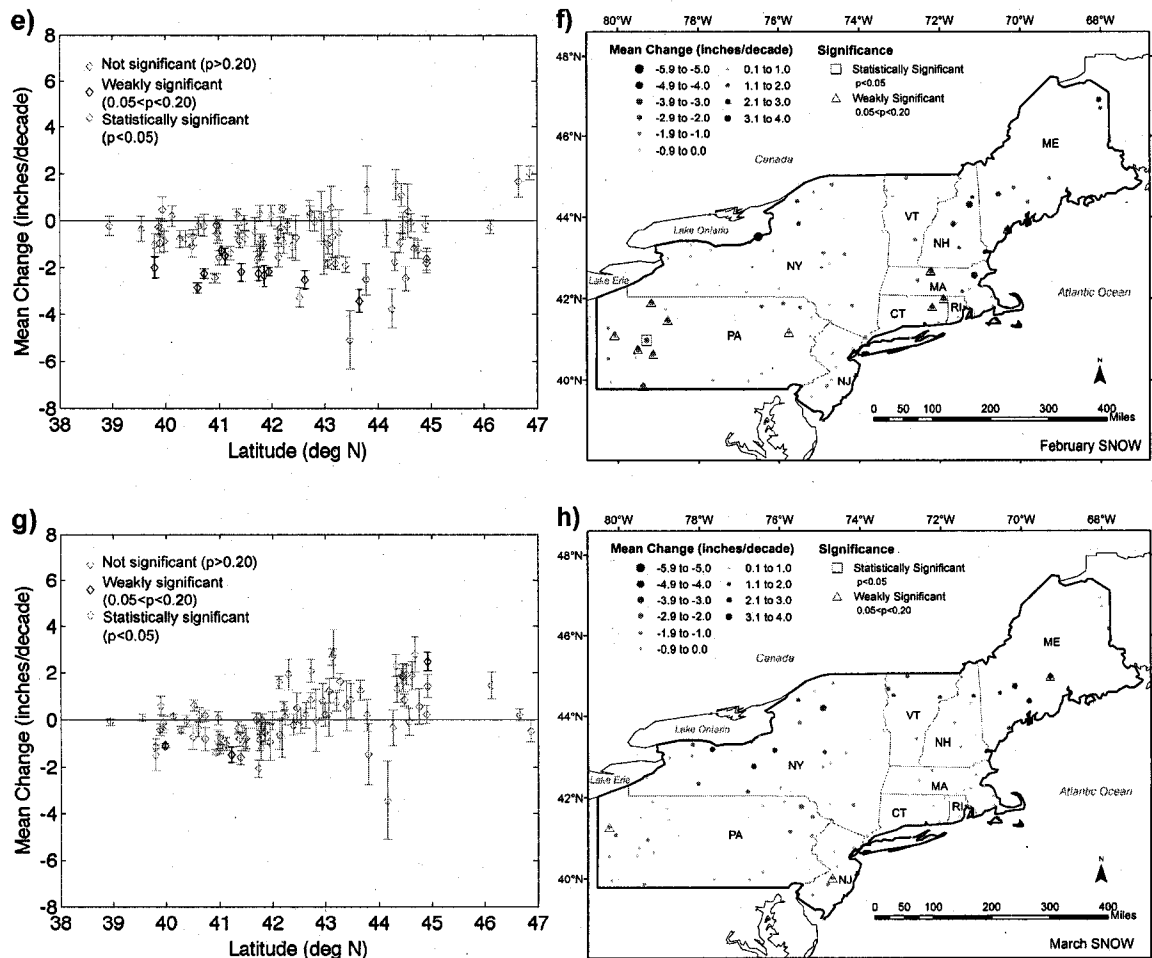 e)
8
6
4
2
0
-2
-4
-6
-8
Mean Change (inches/decade)
Not significant (p>0.20)
Weakly significant
(0.05<p<0.20)
Statistically significant
(p<0.05)
38 39 40 41 42 43 44 45 46 47
Latitude (deg N)
f)
80°W 78°W 76°W 74°W 72°W 70°W 68°W
48°N
46°N
44°N
42°N
40°N
Mean Change (inches/decade)
-5.9 to -5.0 0.1 to 1.0
-4.9 to -4.0 1.1 to 2.0
-3.9 to -3.0 2.1 to 3.0
-2.9 to -2.0 3.1 to 4.0
-1.9 to -1.0
-0.9 to 0.0
Significance
Statistically Significant
p<0.05
Weakly Significant
0.05<p<0.20
Canada
ME
VT
Lake Ontario
NH
NY
Lake Erie
MA
Atlantic Ocean
CT
RI
PA
NJ
N
0 50 100 200 300 400
Miles
February SNOW
g)
8
6
4
2
0
-2
-4
-6
-8
Mean Change (inches/decade)
Not significant (p>0.20)
Weakly significant
(0.05<p<0.20)
Statistically significant
(p<0.05)
38 39 40 41 42 43 44 45 46 47
Latitude (deg N)
h)
80°W 78°W 76°W 74°W 72°W 70°W 68°W
48°N
46°N
44°N
42°N
40°N
Mean Change (inches/decade)
-5.9 to -5.0 0.1 to 1.0
-4.9 to -4.0 1.1 to 2.0
-3.9 to -3.0 2.1 to 3.0
-2.9 to -2.0 3.1 to 4.0
-1.9 to -1.0
-0.9 to 0.0
Significance
Statistically Significant
p<0.05
Weakly Significant
0.05<p<0.20
Canada
ME
VT
Lake Ontario
NH
NY
Lake Erie
MA
Atlantic Ocean
CT
RI
PA
NJ
N
0 50 100 200 300 400
Miles
March SNOW